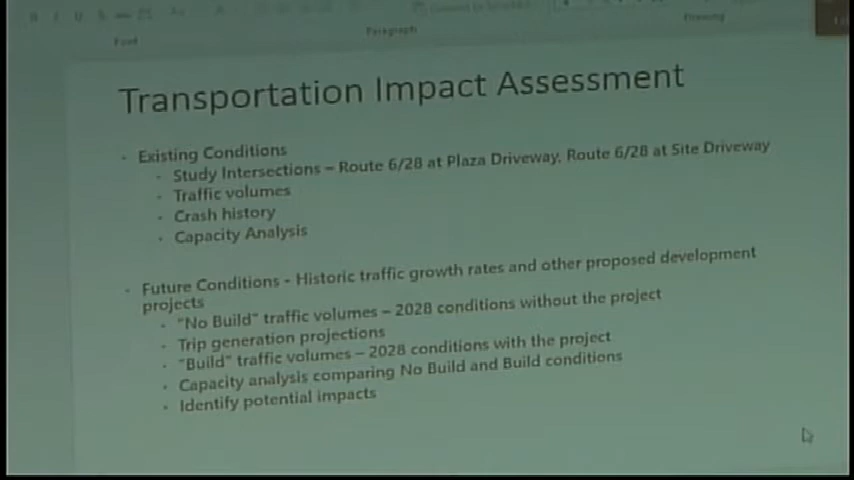 Font
Paragraph
Drawing
Transportation Impact Assessment
Existing Conditions
Study Intersections – Route 6/28 at Plaza Driveway, Route 6/28 at Site Driveway
Traffic volumes
Crash history
Capacity Analysis
Future Conditions - Historic traffic growth rates and other proposed development
projects
"No Build" traffic volumes – 2028 conditions without the project
Trip generation projections
"Build" traffic volumes – 2028 conditions with the project
Capacity analysis comparing No Build and Build conditions
Identify potential impacts